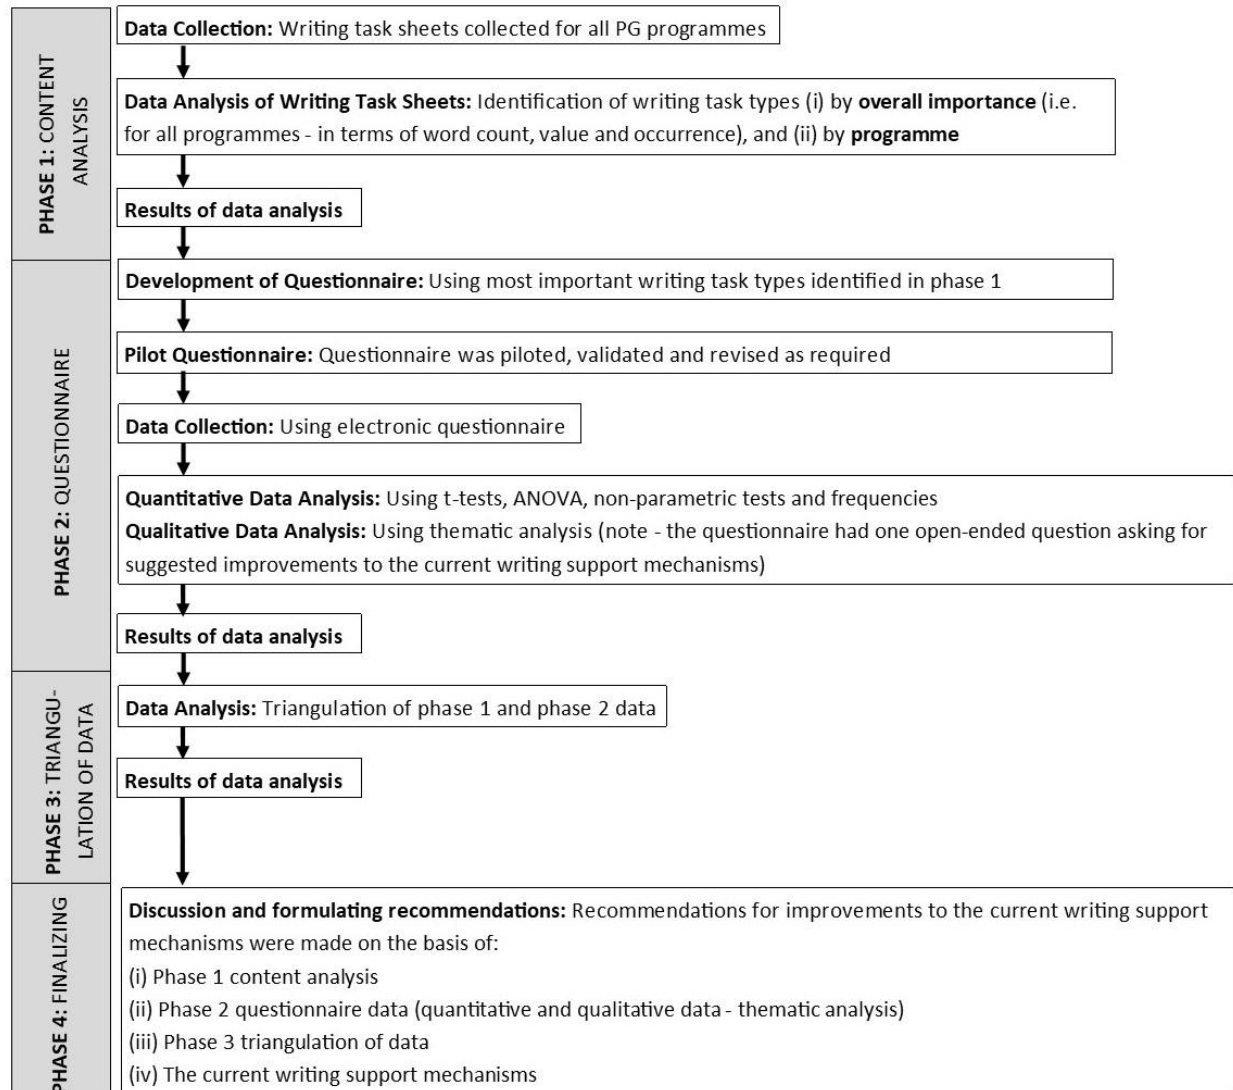 PHASE 1: CONTENT
ANALYSIS
Data Collection: Writing task sheets collected for all PG programmes
Data Analysis of Writing Task Sheets: Identification of writing task types (i) by overall importance (i.e.
for all programmes - in terms of word count, value and occurrence), and (ii) by programme
Results of data analysis
PHASE 2: QUESTIONNAIRE
Development of Questionnaire: Using most important writing task types identified in phase 1
Pilot Questionnaire: Questionnaire was piloted, validated and revised as required
Data Collection: Using electronic questionnaire
Quantitative Data Analysis: Using t-tests, ANOVA, non-parametric tests and frequencies
Qualitative Data Analysis: Using thematic analysis (note - the questionnaire had one open-ended question asking for
suggested improvements to the current writing support mechanisms)
Results of data analysis
PHASE 3: TRIANGU-
LATION OF DATA
Data Analysis: Triangulation of phase 1 and phase 2 data
Results of data analysis
PHASE 4: FINALIZING
Discussion and formulating recommendations: Recommendations for improvements to the current writing support
mechanisms were made on the basis of:
(i) Phase 1 content analysis
(ii) Phase 2 questionnaire data (quantitative and qualitative data - thematic analysis)
(iii) Phase 3 triangulation of data
(iv) The current writing support mechanisms